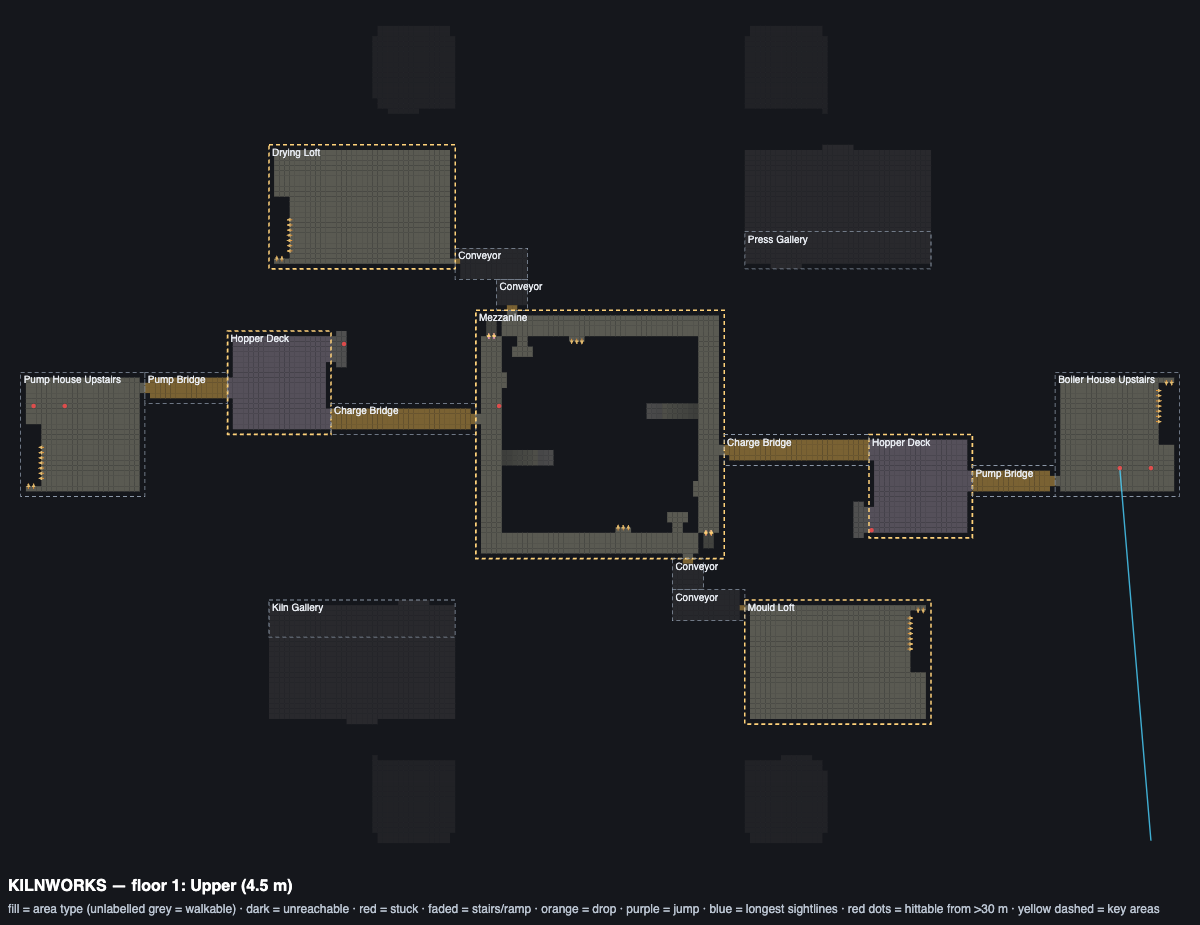 Drying Loft
Press Gallery
Conveyor
Conveyor
Mezzanine
Hopper Deck
Pump House Upstairs
Pump Bridge
Boiler House Upstairs
Charge Bridge
Charge Bridge
Hopper Deck
Pump Bridge
Conveyor
Conveyor
Kiln Gallery
Mould Loft
KILNWORKS — floor 1: Upper (4.5 m)
fill = area type (unlabelled grey = walkable) · dark = unreachable · red = stuck · faded = stairs/ramp · orange = drop · purple = jump · blue = longest sightlines · red dots = hittable from >30 m · yellow dashed = key areas